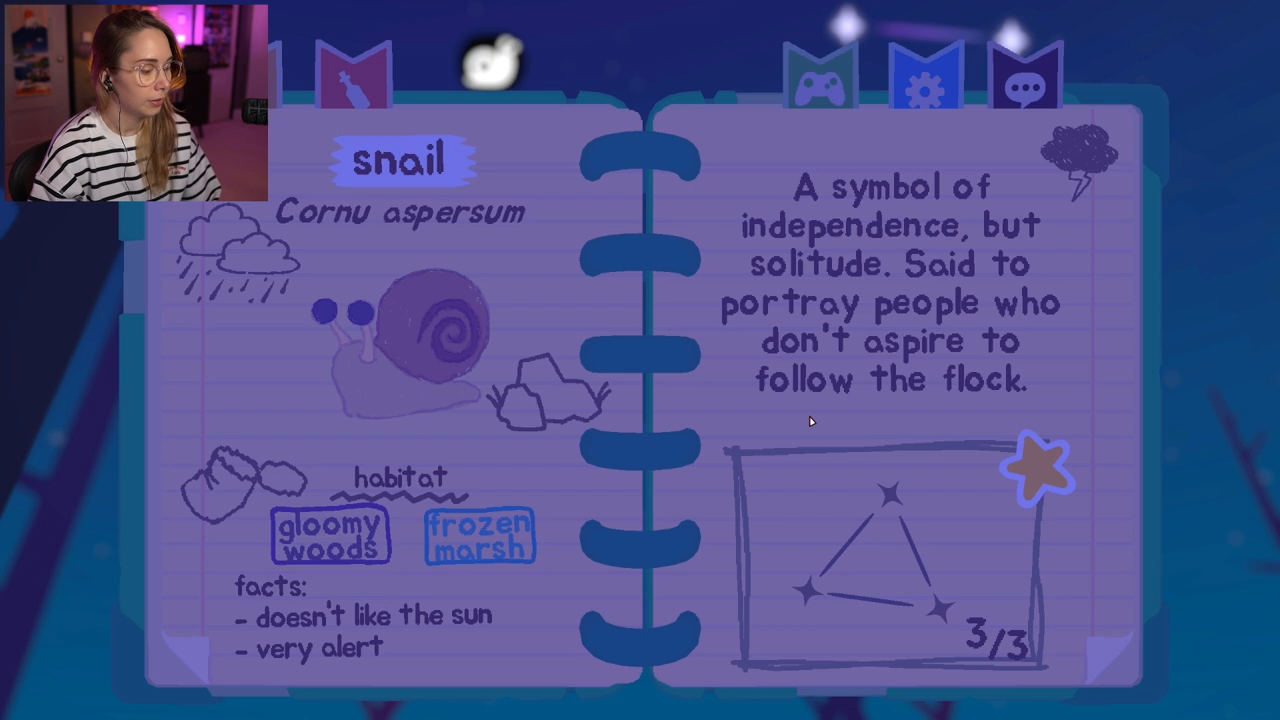 snail
Cornu aspersum
habitat
gloomy woods
frozen marsh
facts:
- doesn't like the sun
- very alert
A symbol of
independence, but
solitude. Said to
portray people who
don't aspire to
follow the flock.
3/3